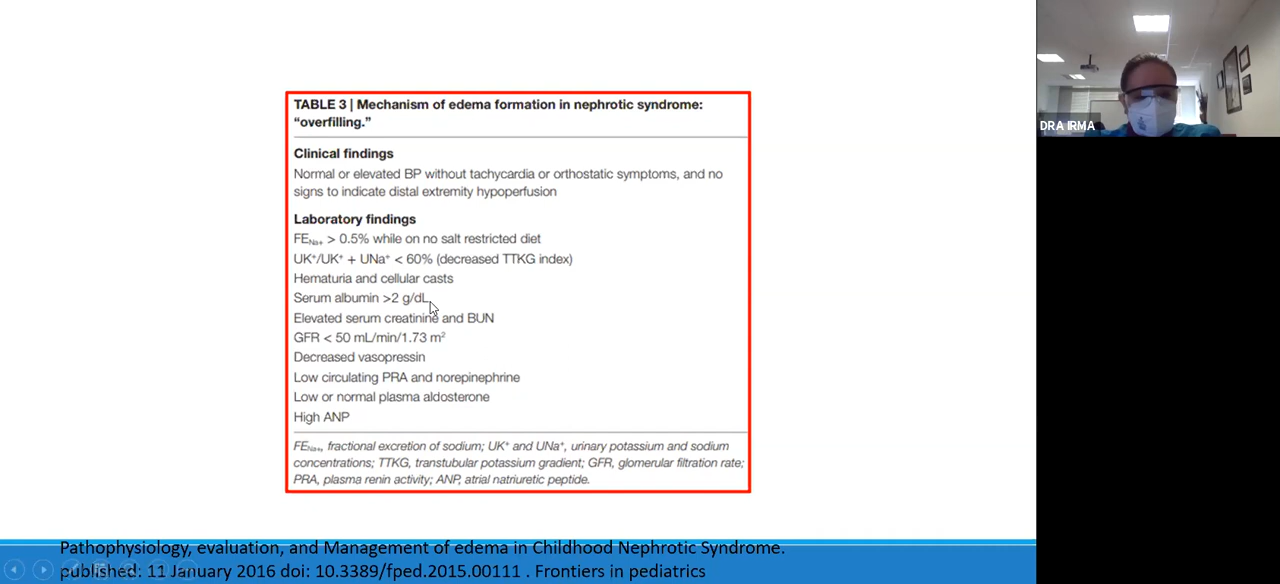 TABLE 3 | Mechanism of edema formation in nephrotic syndrome:
“overfilling.”
Clinical findings
Normal or elevated BP without tachycardia or orthostatic symptoms, and no
signs to indicate distal extremity hypoperfusion
Laboratory findings
FENa+ > 0.5% while on no salt restricted diet
UK+/UK+ + UNa+ < 60% (decreased TTKG index)
Hematuria and cellular casts
Serum albumin >2 g/dL
Elevated serum creatinine and BUN
GFR < 50 mL/min/1.73 m²
Decreased vasopressin
Low circulating PRA and norepinephrine
Low or normal plasma aldosterone
High ANP
FENa+, fractional excretion of sodium; UK+ and UNa+, urinary potassium and sodium
concentrations; TTKG, transtubular potassium gradient; GFR, glomerular filtration rate;
PRA, plasma renin activity; ANP, atrial natriuretic peptide.
Pathophysiology, evaluation, and Management of edema in Childhood Nephrotic Syndrome.
published: 11 January 2016 doi: 10.3389/fped.2015.00111 . Frontiers in pediatrics
DRA IRMA